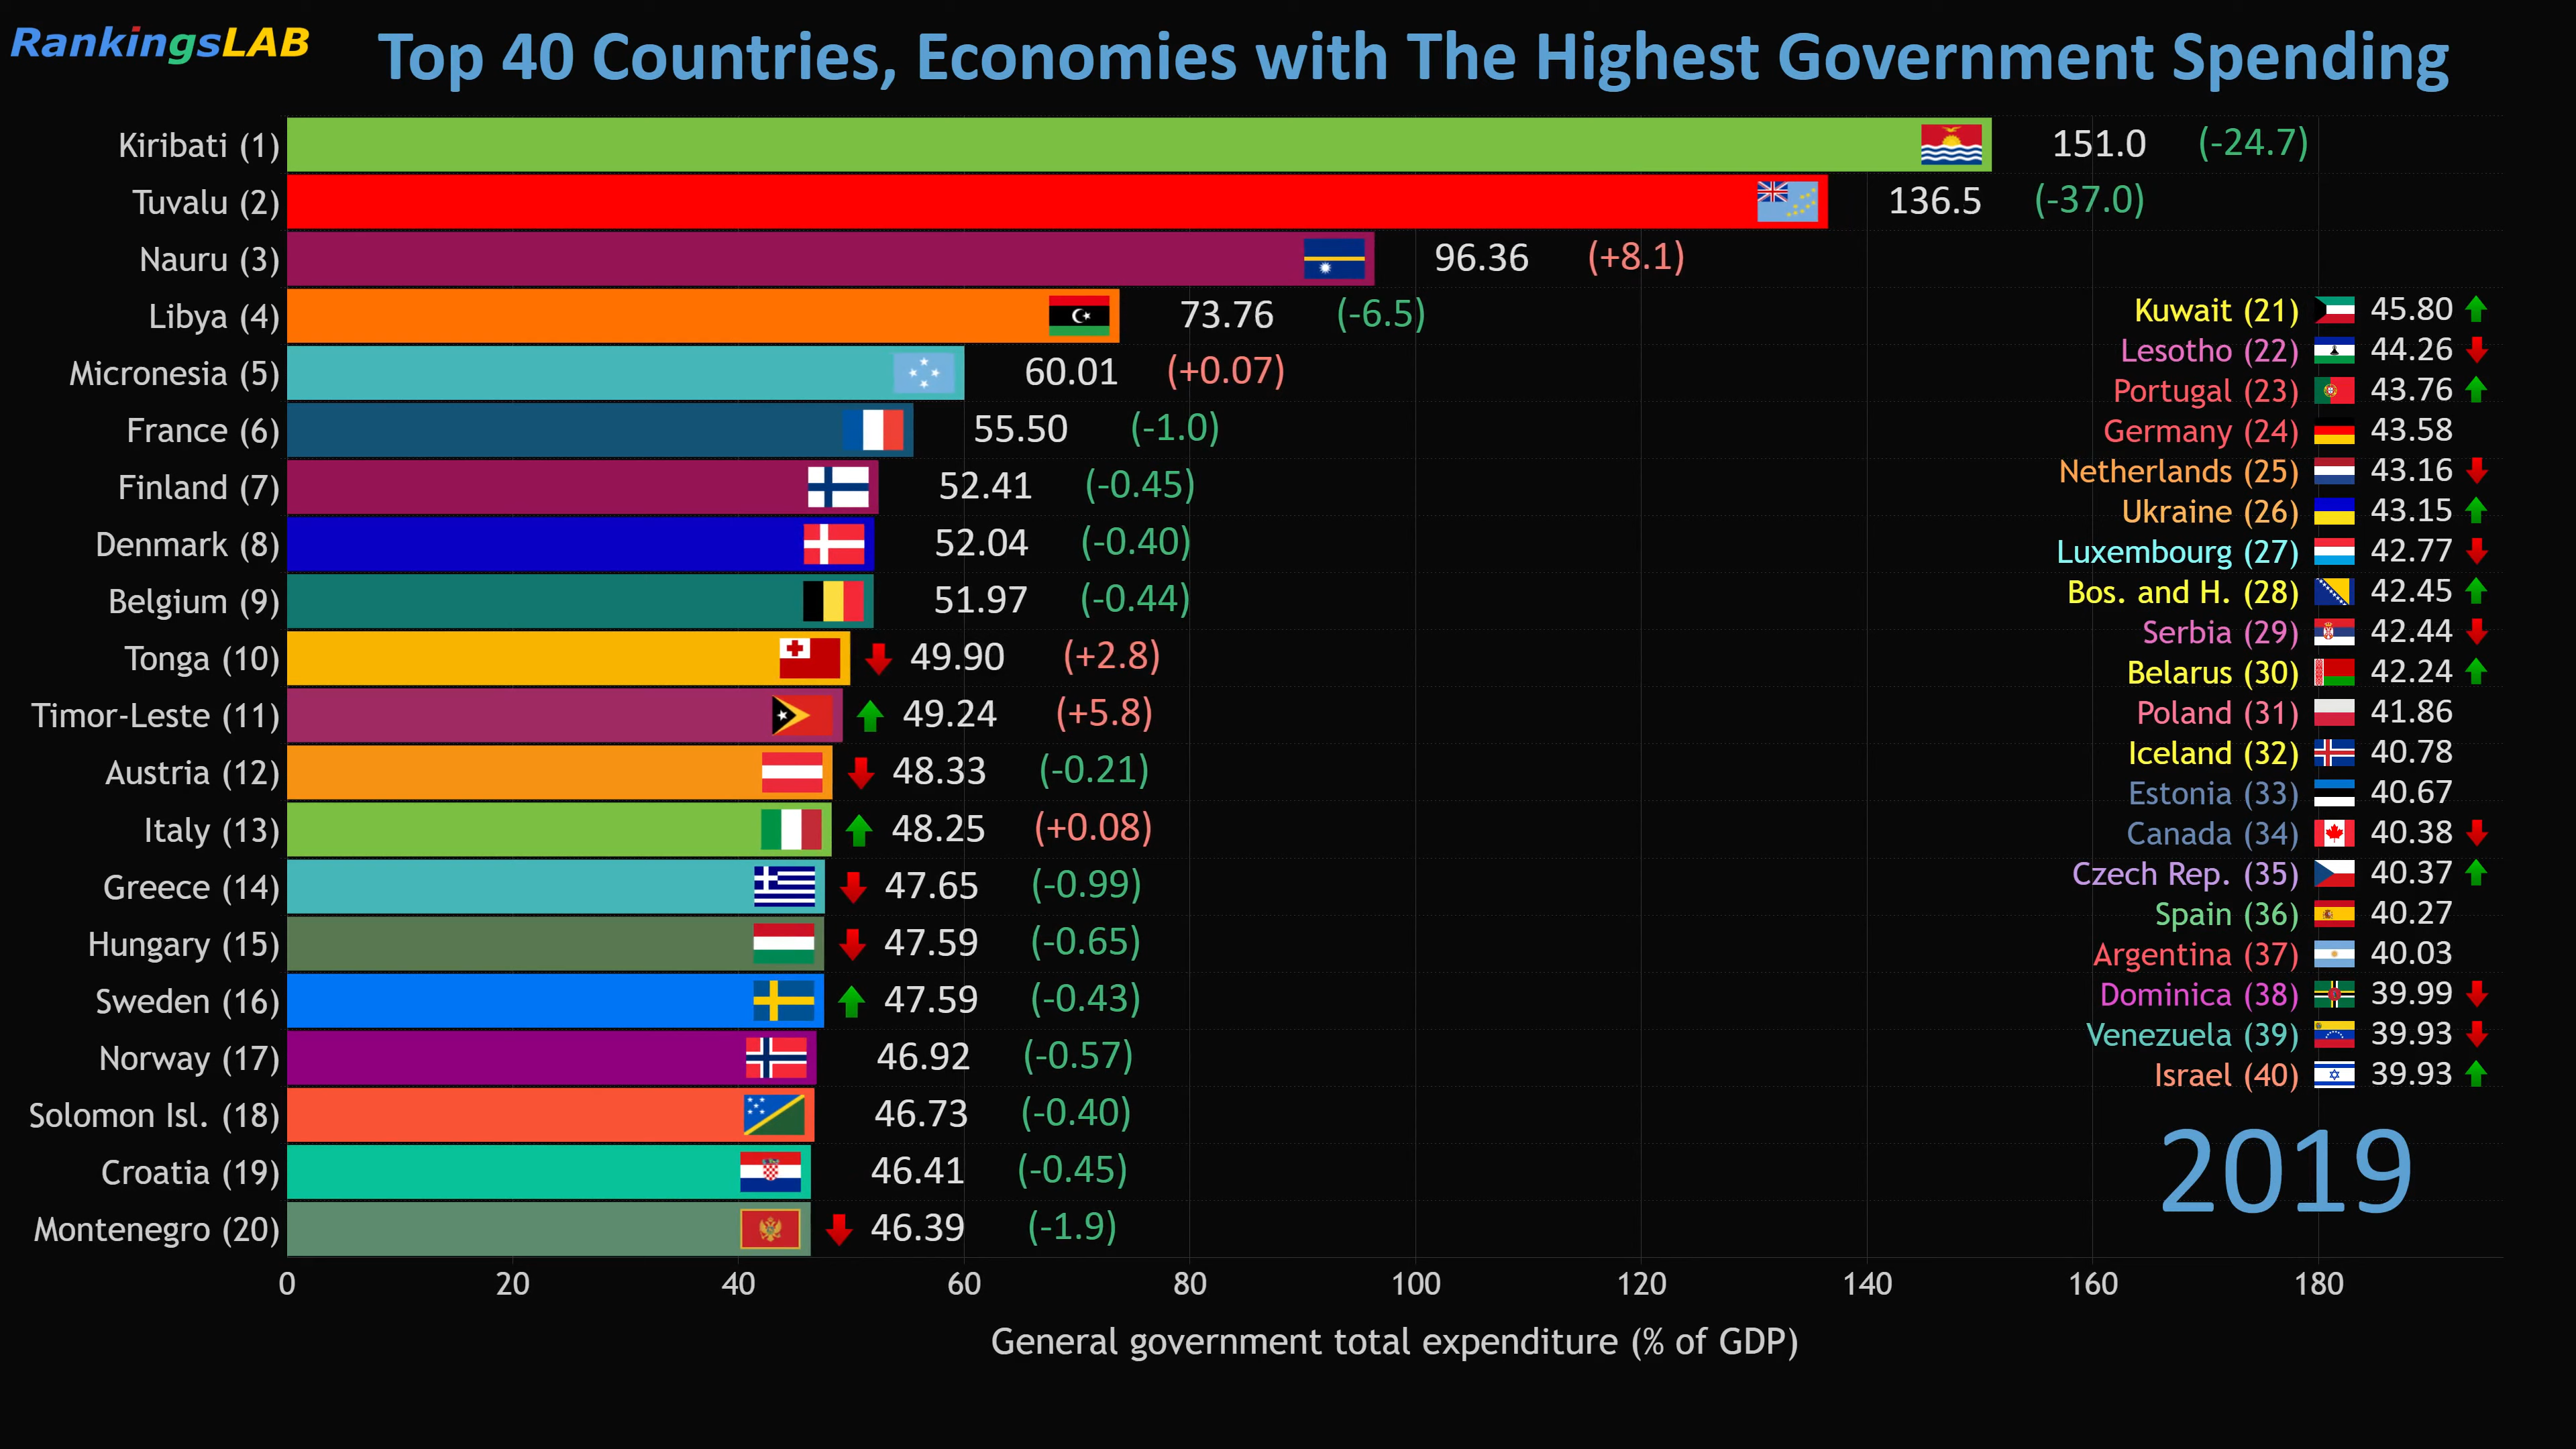 RankingsLAB
Top 40 Countries, Economies with The Highest Government Spending
Kiribati (1) 151.0 (-24.7)
Tuvalu (2) 136.5 (-37.0)
Nauru (3) 96.36 (+8.1)
Libya (4) 73.76 (-6.5)
Micronesia (5) 60.01 (+0.07)
France (6) 55.50 (-1.0)
Finland (7) 52.41 (-0.45)
Denmark (8) 52.04 (-0.40)
Belgium (9) 51.97 (-0.44)
Tonga (10) 49.90 (+2.8)
Timor-Leste (11) 49.24 (+5.8)
Austria (12) 48.33 (-0.21)
Italy (13) 48.25 (+0.08)
Greece (14) 47.65 (-0.99)
Hungary (15) 47.59 (-0.65)
Sweden (16) 47.59 (-0.43)
Norway (17) 46.92 (-0.57)
Solomon Isl. (18) 46.73 (-0.40)
Croatia (19) 46.41 (-0.45)
Montenegro (20) 46.39 (-1.9)
Kuwait (21) 45.80
Lesotho (22) 44.26
Portugal (23) 43.76
Germany (24) 43.58
Netherlands (25) 43.16
Ukraine (26) 43.15
Luxembourg (27) 42.77
Bos. and H. (28) 42.45
Serbia (29) 42.44
Belarus (30) 42.24
Poland (31) 41.86
Iceland (32) 40.78
Estonia (33) 40.67
Canada (34) 40.38
Czech Rep. (35) 40.37
Spain (36) 40.27
Argentina (37) 40.03
Dominica (38) 39.99
Venezuela (39) 39.93
Israel (40) 39.93
2019
0 20 40 60 80 100 120 140 160 180
General government total expenditure (% of GDP)